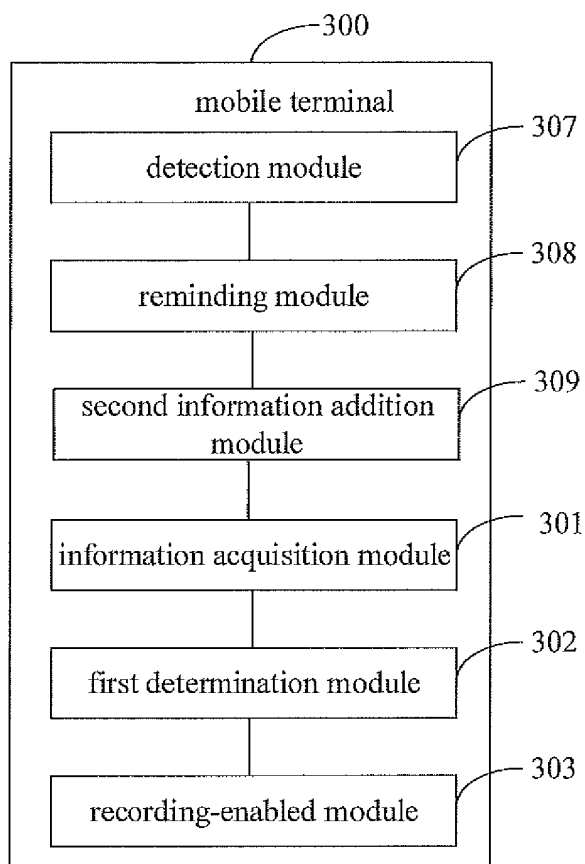 300
mobile terminal
307
detection module
308
reminding module
309
second information addition
module
301
information acquisition module
302
first determination module
303
recording-enabled module